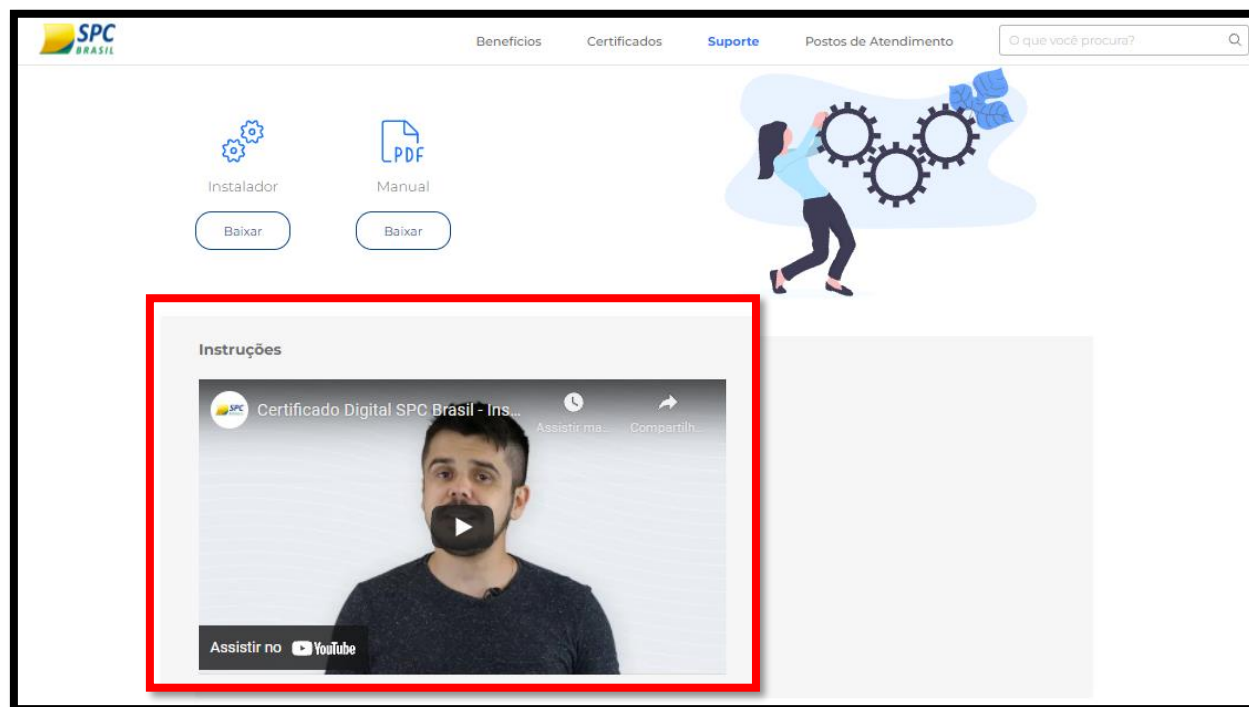 SPC
BRASIL
Benefícios
Certificados
Suporte
Postos de Atendimento
O que você procura?
PDF
Instalador
Manual
Baixar
Baixar
Instruções
SPC
Certificado Digital SPC Brasil - Ins...
Assistir ma...
Compartilh...
Assistir no YouTube